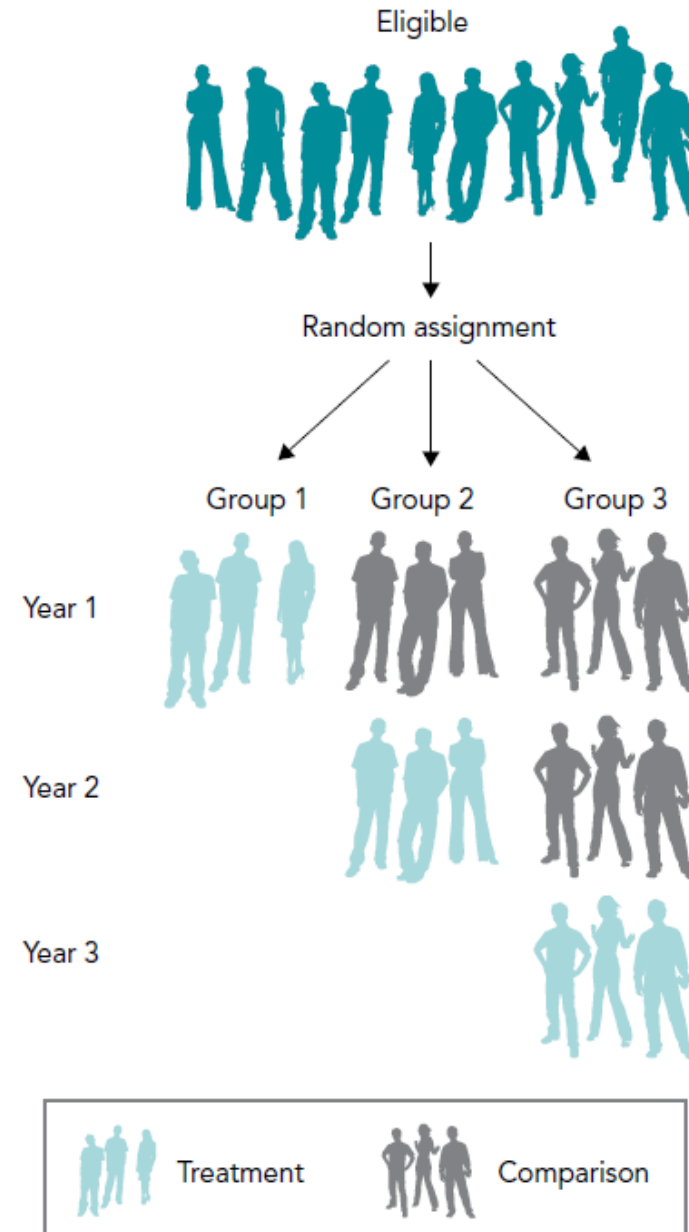 Eligible
Random assignment
Group 1 Group 2 Group 3
Year 1
Year 2
Year 3
Treatment Comparison